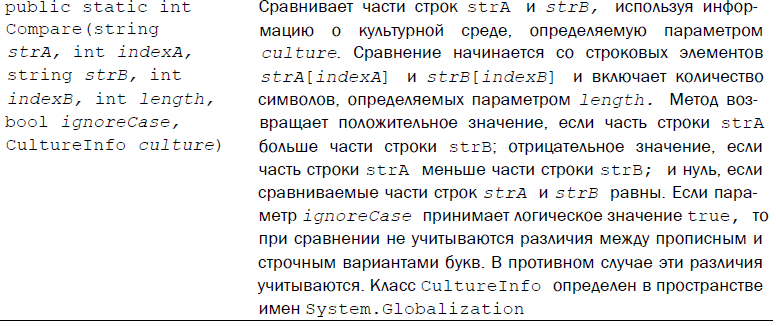 public static int
Compare(string
strA, int indexA,
string strB, int
indexB, int length,
bool ignoreCase,
CultureInfo culture)
Сравнивает части строк strA и strB, используя инфор-
мацию о культурной среде, определяемую параметром
culture. Сравнение начинается со строковых элементов
strA[indexA] и strB[indexB] и включает количество
символов, определяемых параметром length. Метод воз-
вращает положительное значение, если часть строки strA
больше части строки strB; отрицательное значение, если
часть строки strA меньше части строки strB; и нуль, если
сравниваемые части строк strA и strB равны. Если пара-
метр ignoreCase принимает логическое значение true, то
при сравнении не учитываются различия между прописным и
строчным вариантами букв. В противном случае эти различия
учитываются. Класс CultureInfo определен в пространстве
имен System.Globalization